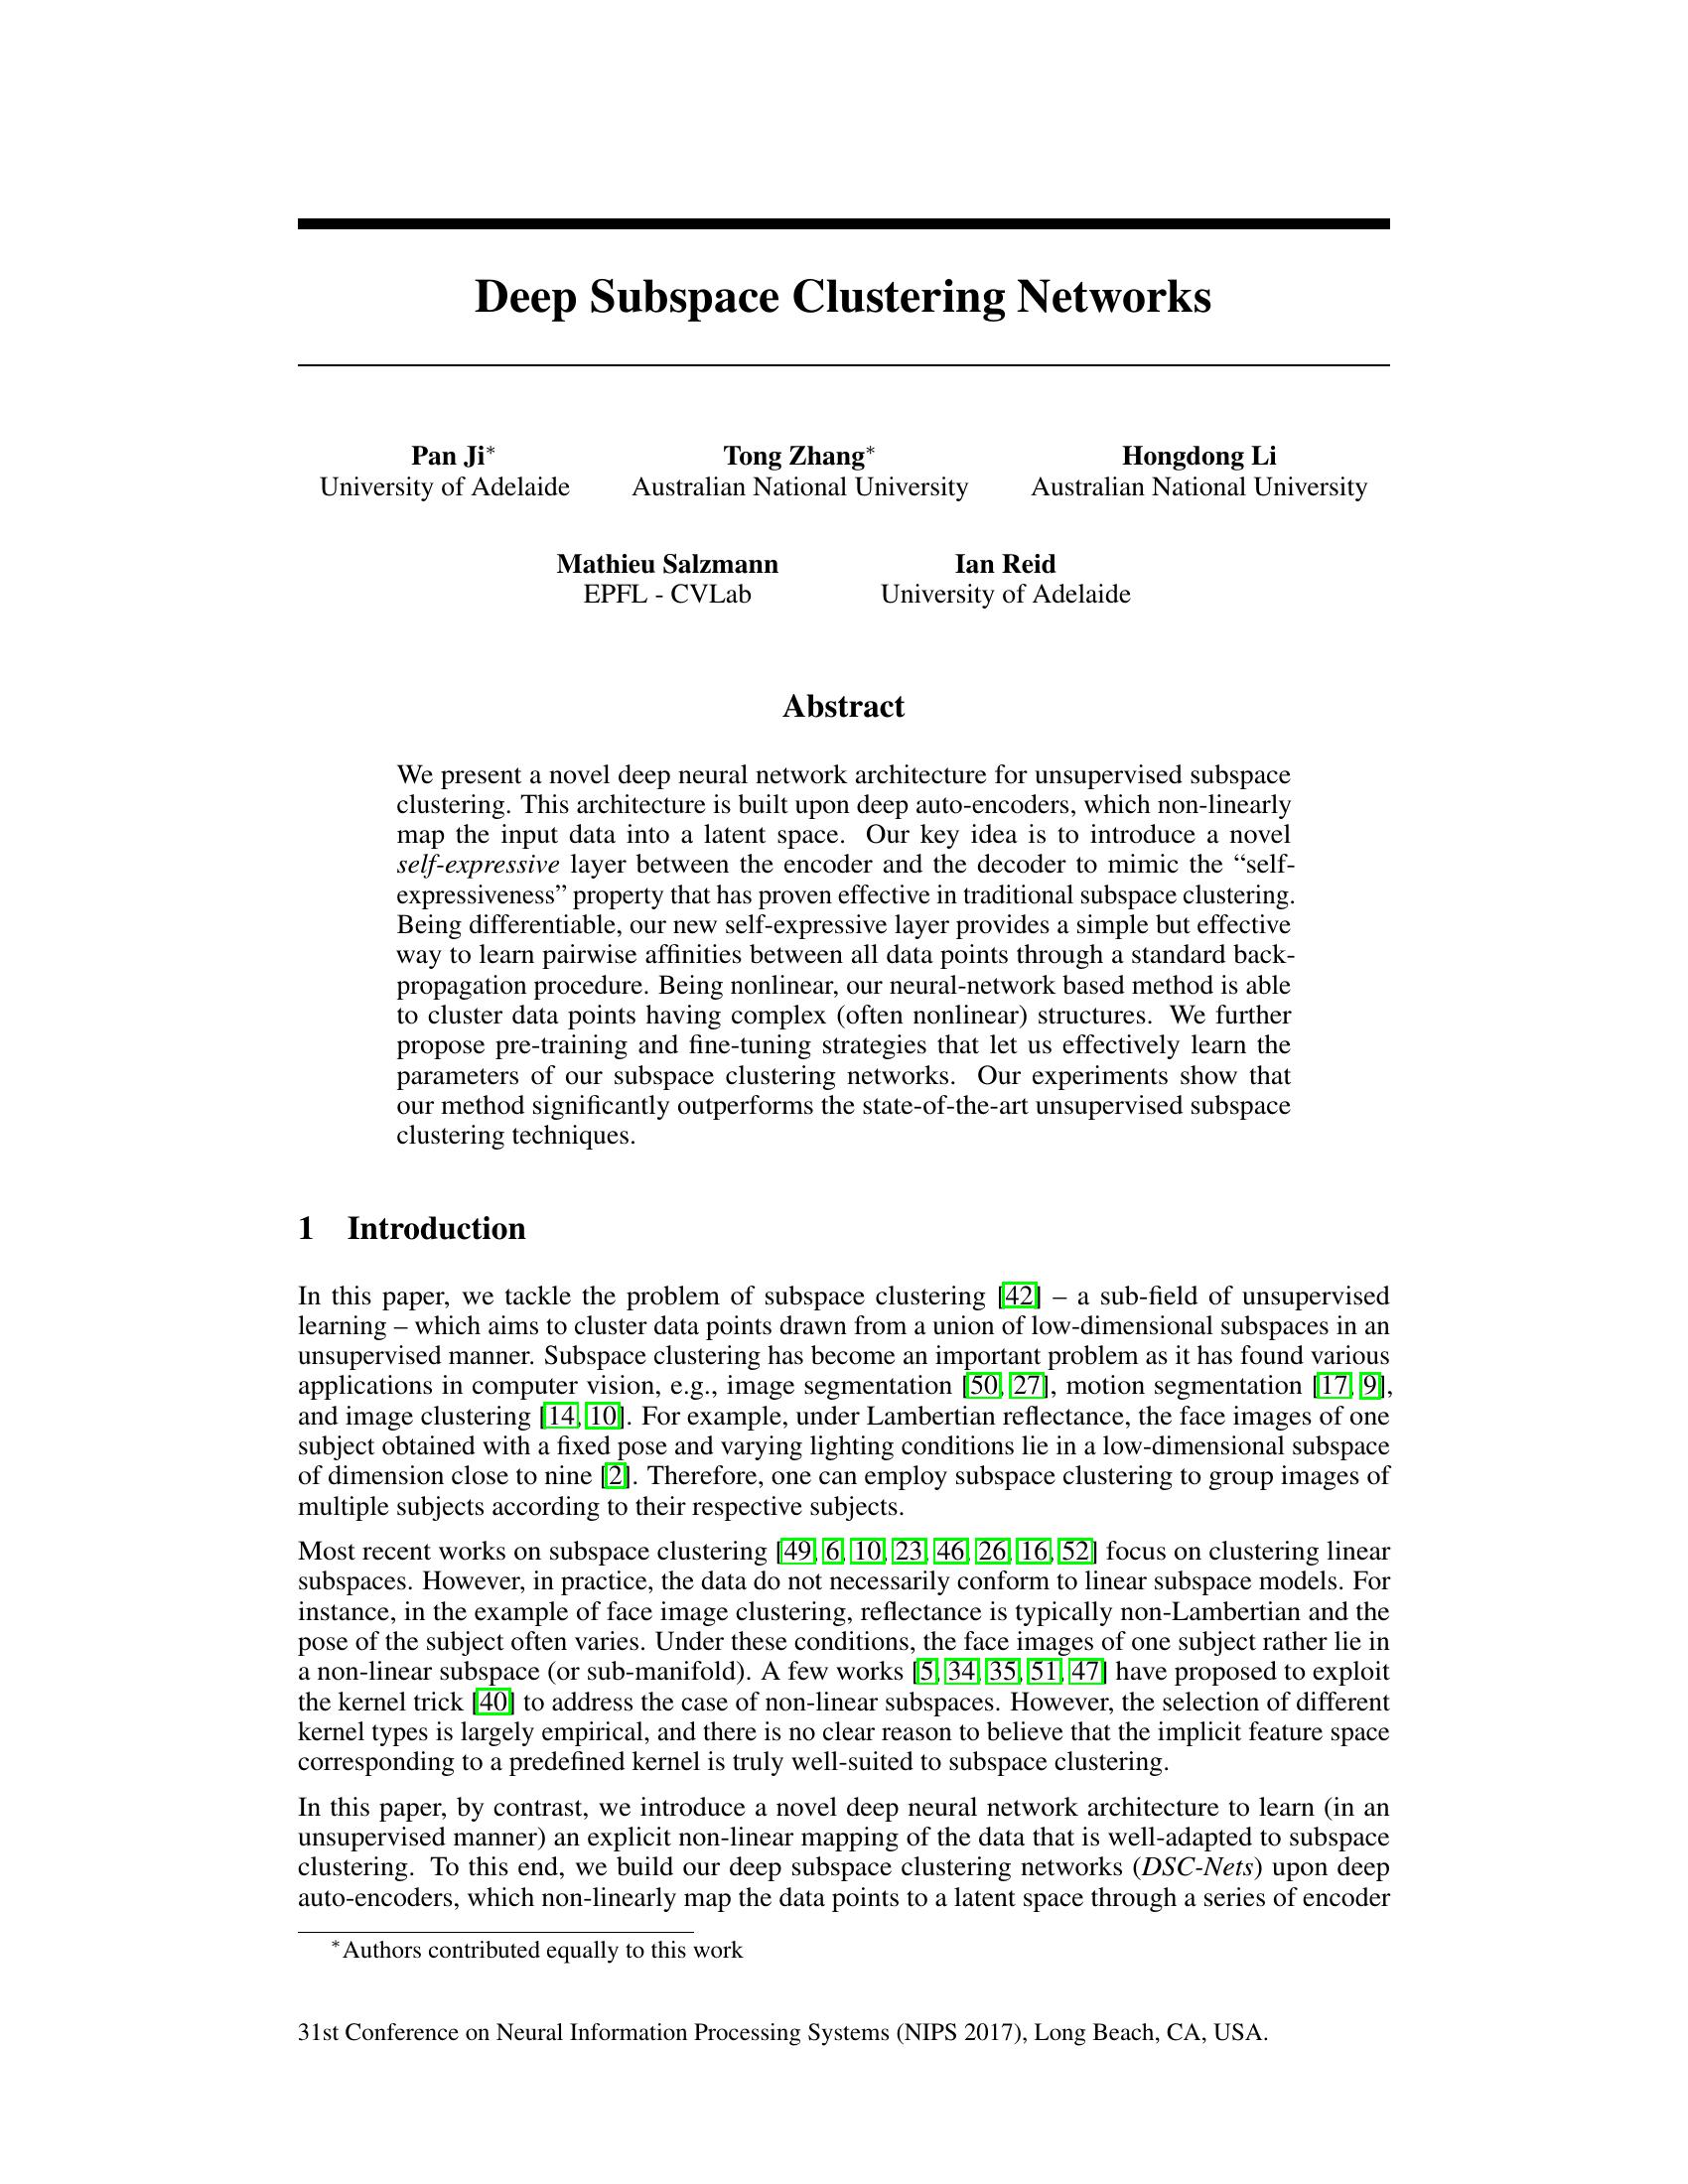 Deep Subspace Clustering Networks
Pan Ji* Tong Zhang* Hongdong Li
University of Adelaide Australian National University Australian National University
Mathieu Salzmann Ian Reid
EPFL - CVLab University of Adelaide
Abstract
We present a novel deep neural network architecture for unsupervised subspace
clustering. This architecture is built upon deep auto-encoders, which non-linearly
map the input data into a latent space. Our key idea is to introduce a novel
self-expressive layer between the encoder and the decoder to mimic the “self-
expressiveness” property that has proven effective in traditional subspace clustering.
Being differentiable, our new self-expressive layer provides a simple but effective
way to learn pairwise affinities between all data points through a standard back-
propagation procedure. Being nonlinear, our neural-network based method is able
to cluster data points having complex (often nonlinear) structures. We further
propose pre-training and fine-tuning strategies that let us effectively learn the
parameters of our subspace clustering networks. Our experiments show that
our method significantly outperforms the state-of-the-art unsupervised subspace
clustering techniques.
1 Introduction
In this paper, we tackle the problem of subspace clustering [42] – a sub-field of unsupervised
learning – which aims to cluster data points drawn from a union of low-dimensional subspaces in an
unsupervised manner. Subspace clustering has become an important problem as it has found various
applications in computer vision, e.g., image segmentation [50, 27], motion segmentation [17, 9],
and image clustering [14, 10]. For example, under Lambertian reflectance, the face images of one
subject obtained with a fixed pose and varying lighting conditions lie in a low-dimensional subspace
of dimension close to nine [2]. Therefore, one can employ subspace clustering to group images of
multiple subjects according to their respective subjects.
Most recent works on subspace clustering [49, 6, 10, 23, 46, 26, 16, 52] focus on clustering linear
subspaces. However, in practice, the data do not necessarily conform to linear subspace models. For
instance, in the example of face image clustering, reflectance is typically non-Lambertian and the
pose of the subject often varies. Under these conditions, the face images of one subject rather lie in
a non-linear subspace (or sub-manifold). A few works [5, 34, 35, 51, 47] have proposed to exploit
the kernel trick [40] to address the case of non-linear subspaces. However, the selection of different
kernel types is largely empirical, and there is no clear reason to believe that the implicit feature space
corresponding to a predefined kernel is truly well-suited to subspace clustering.
In this paper, by contrast, we introduce a novel deep neural network architecture to learn (in an
unsupervised manner) an explicit non-linear mapping of the data that is well-adapted to subspace
clustering. To this end, we build our deep subspace clustering networks (DSC-Nets) upon deep
auto-encoders, which non-linearly map the data points to a latent space through a series of encoder
*Authors contributed equally to this work
31st Conference on Neural Information Processing Systems (NIPS 2017), Long Beach, CA, USA.